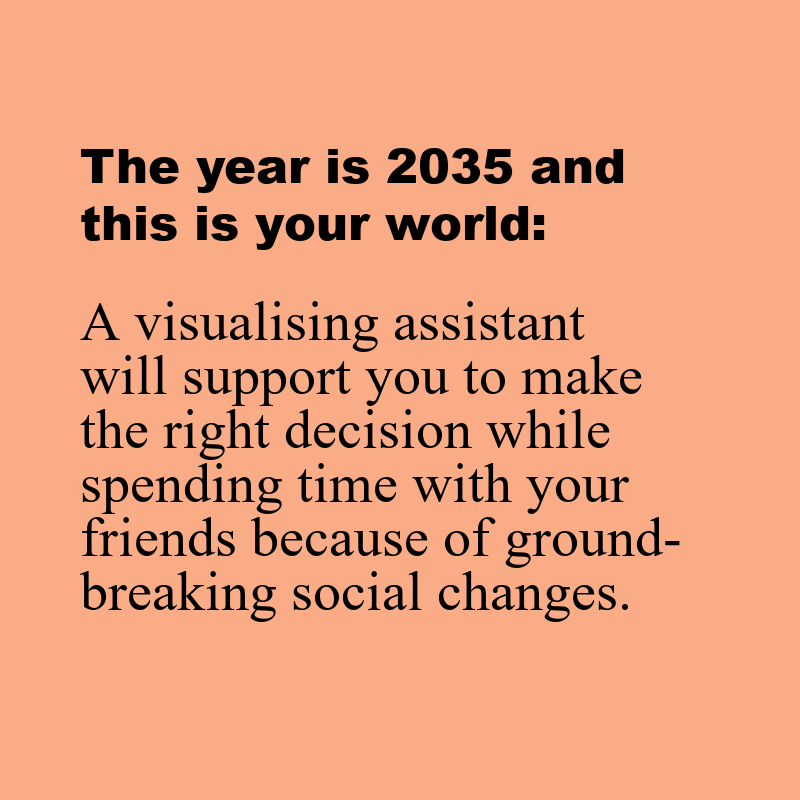 The year is 2035 and
this is your world:
A visualising assistant
will support you to make
the right decision while
spending time with your
friends because of ground-
breaking social changes.